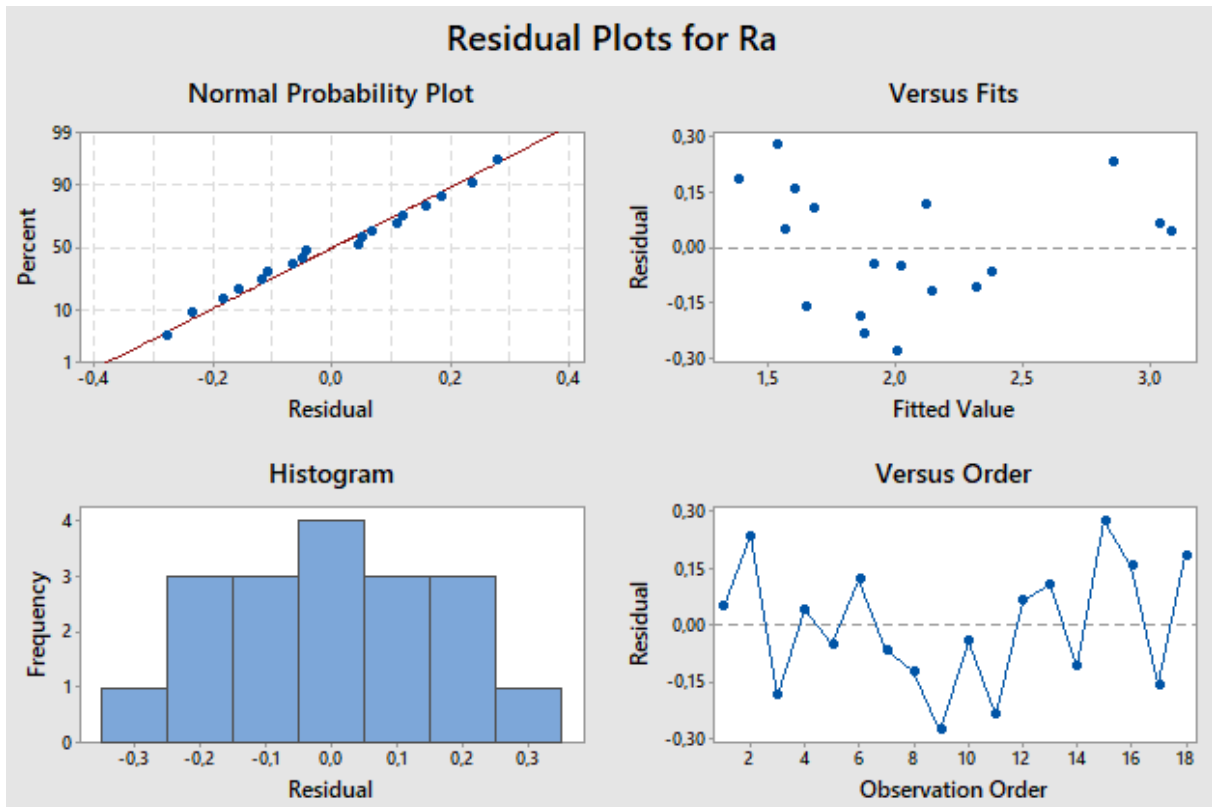 Residual Plots for Ra
Normal Probability Plot
99
90
50
10
1
Percent
-0,4 -0,2 0,0 0,2 0,4
Residual
Versus Fits
0,30
0,15
0,00
-0,15
-0,30
Residual
1,5 2,0 2,5 3,0
Fitted Value
Histogram
4
3
2
1
0
Frequency
-0,3 -0,2 -0,1 0,0 0,1 0,2 0,3
Residual
Versus Order
0,30
0,15
0,00
-0,15
-0,30
Residual
2 4 6 8 10 12 14 16 18
Observation Order